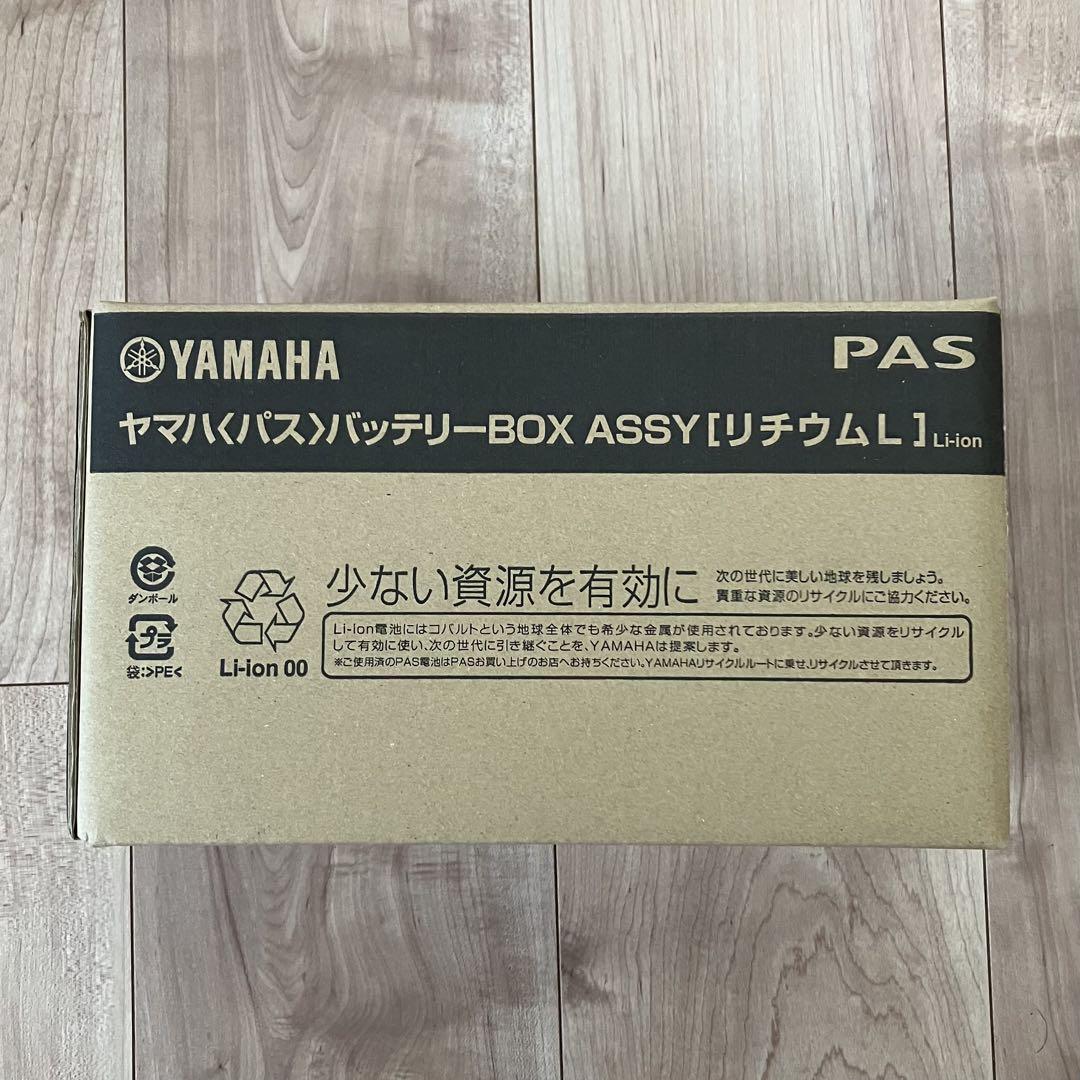 YAMAHA
PAS
ヤマハ〈パス〉バッテリーBOX ASSY[リチウムL] Li-ion
ダンボール
プラ
袋:>PE<
Li-ion 00
少ない資源を有効に
次の世代に美しい地球を残しましょう。
貴重な資源のリサイクルにご協力ください。
Li-ion電池にはコバルトという地球全体でも希少な金属が使用されております。少ない資源をリサイクル
して有効に使い、次の世代に引き継ぐことを、YAMAHAは提案します。
※ご使用済のPAS電池はPASお買い上げのお店へお持ちください。YAMAHAリサイクルルートに乗せ、リサイクルさせて頂きます。